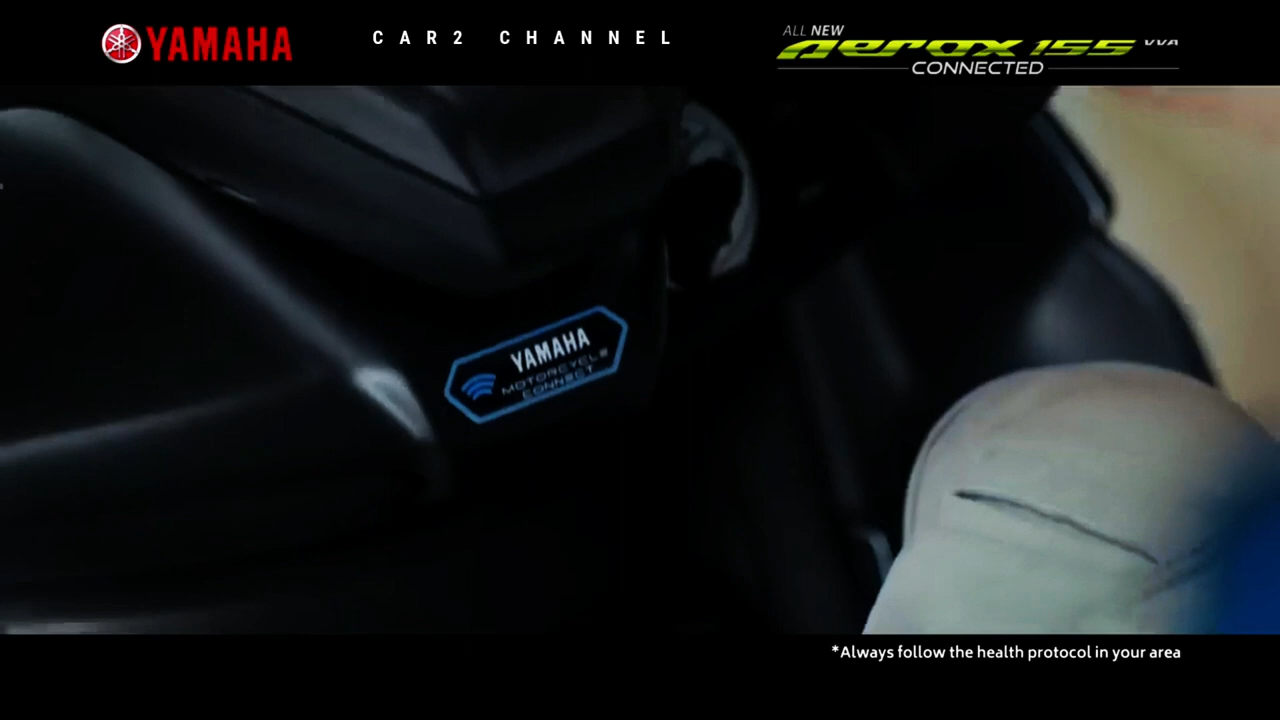 YAMAHA
CAR2 CHANNEL
ALL NEW
AEROX 155 VVA
CONNECTED
YAMAHA
MOTORCYCLE
CONNECT
*Always follow the health protocol in your area